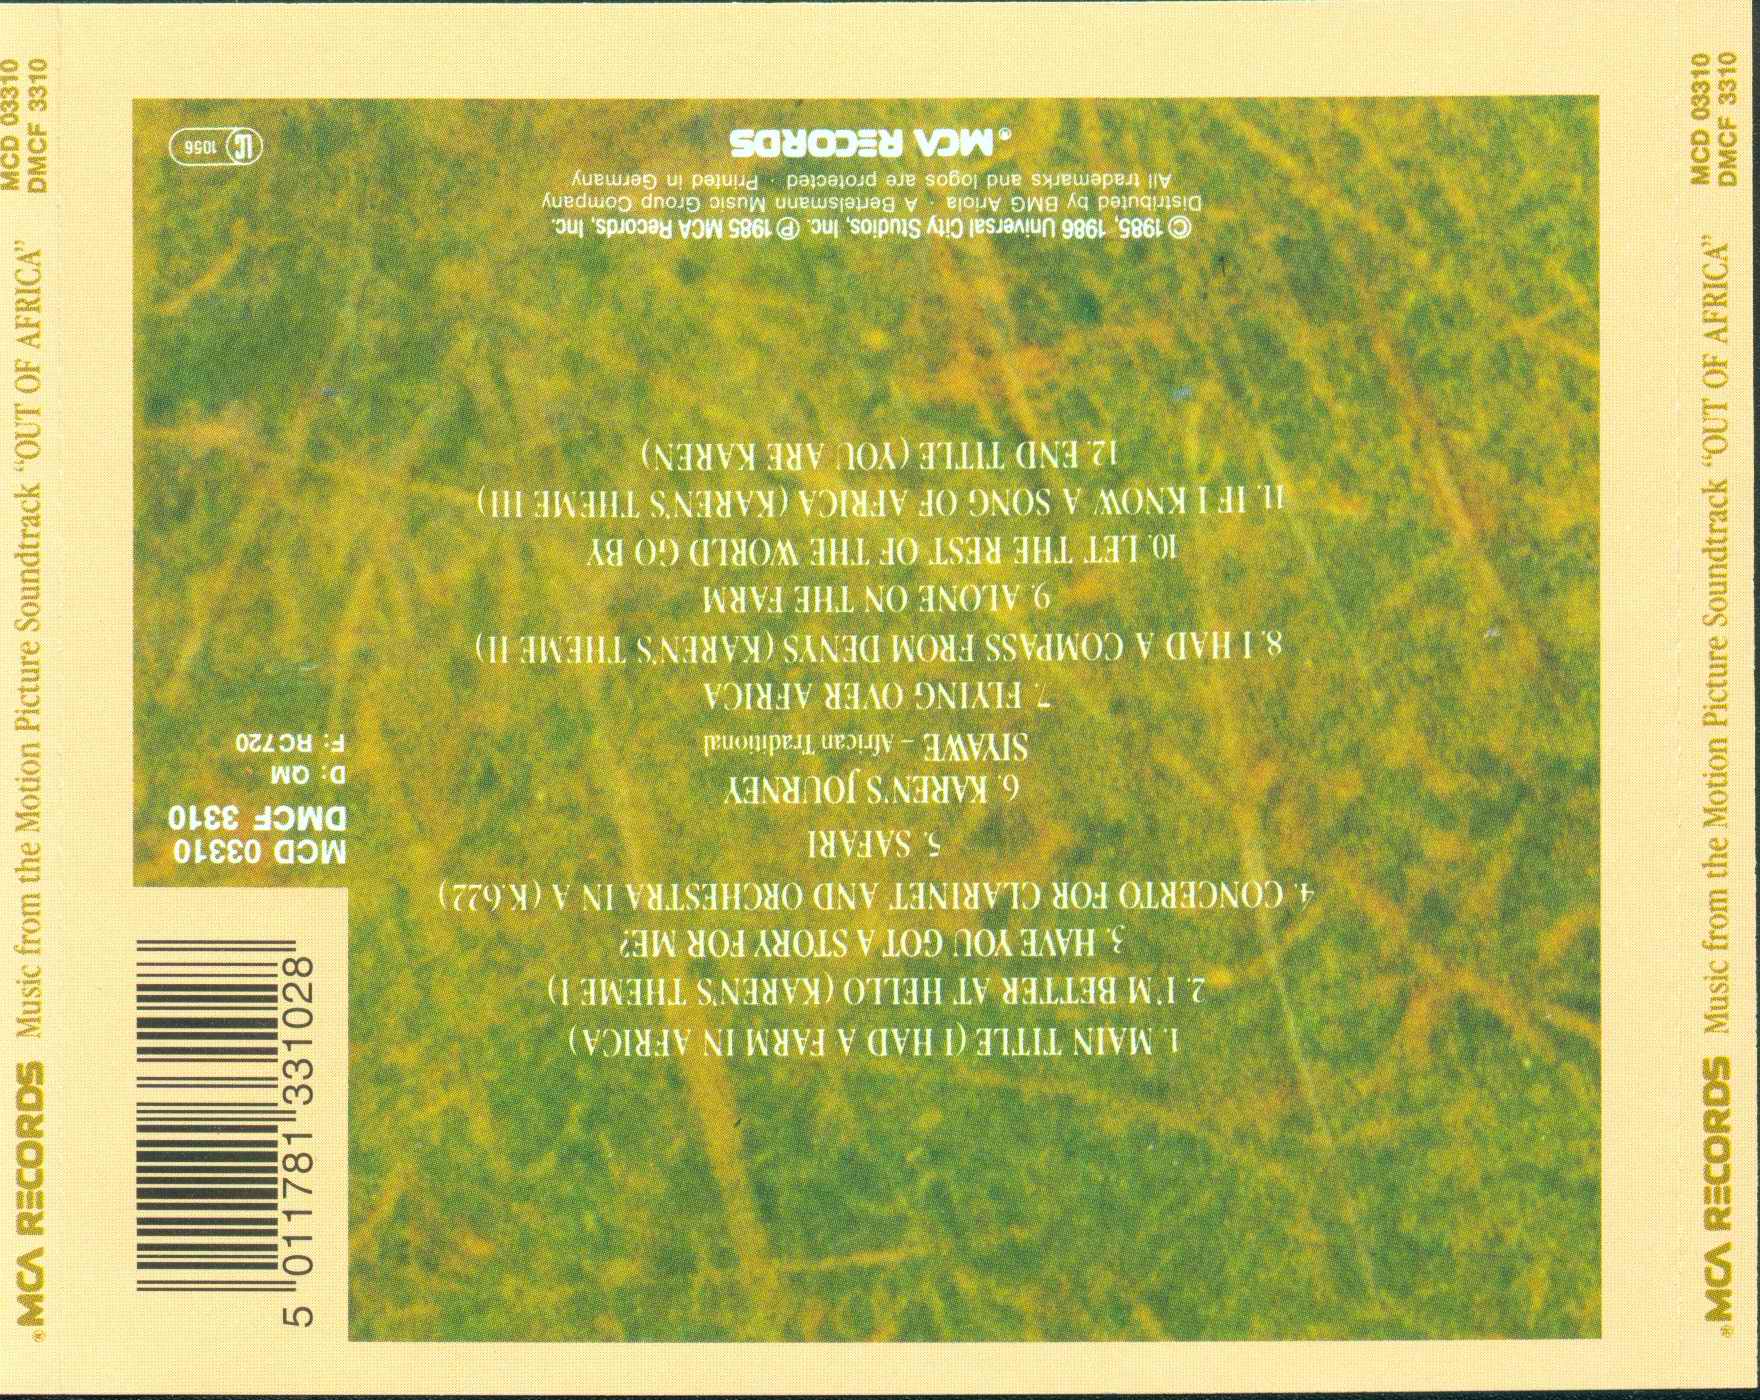 1. MAIN TITLE (I HAD A FARM IN AFRICA)
2. I'M BETTER AT HELLO (KAREN'S THEME I)
3. HAVE YOU GOT A STORY FOR ME?
4. CONCERTO FOR CLARINET AND ORCHESTRA IN A (K.622)
5. SAFARI
6. KAREN'S JOURNEY
SIYAWE – African Traditional
7. FLYING OVER AFRICA
8. I HAD A COMPASS FROM DENYS (KAREN'S THEME II)
9. ALONE ON THE FARM
10. LET THE REST OF THE WORLD GO BY
11. IF I KNOW A SONG OF AFRICA (KAREN'S THEME III)
12. END TITLE (YOU ARE KAREN)
5 011781 331028
MCD 03310
DMCF 3310
D: QM
F: RC720
© 1985, 1986 Universal City Studios, Inc. ℗ 1985 MCA Records, Inc.
Distributed by BMG Ariola · A Bertelsmann Music Group Company
All trademarks and logos are protected · Printed in Germany
MCA RECORDS
LC 1056
MCA RECORDS Music from the Motion Picture Soundtrack “OUT OF AFRICA” MCD 03310
DMCF 3310
MCA RECORDS Music from the Motion Picture Soundtrack “OUT OF AFRICA” MCD 03310
DMCF 3310